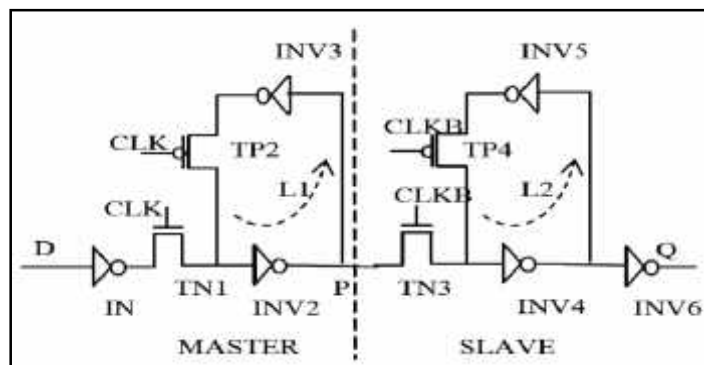 INV3
INV5
CLK
TP2
CLKB
TP4
L1
L2
CLK
CLKB
D
Q
IN
TN1
INV2
P
TN3
INV4
INV6
MASTER
SLAVE